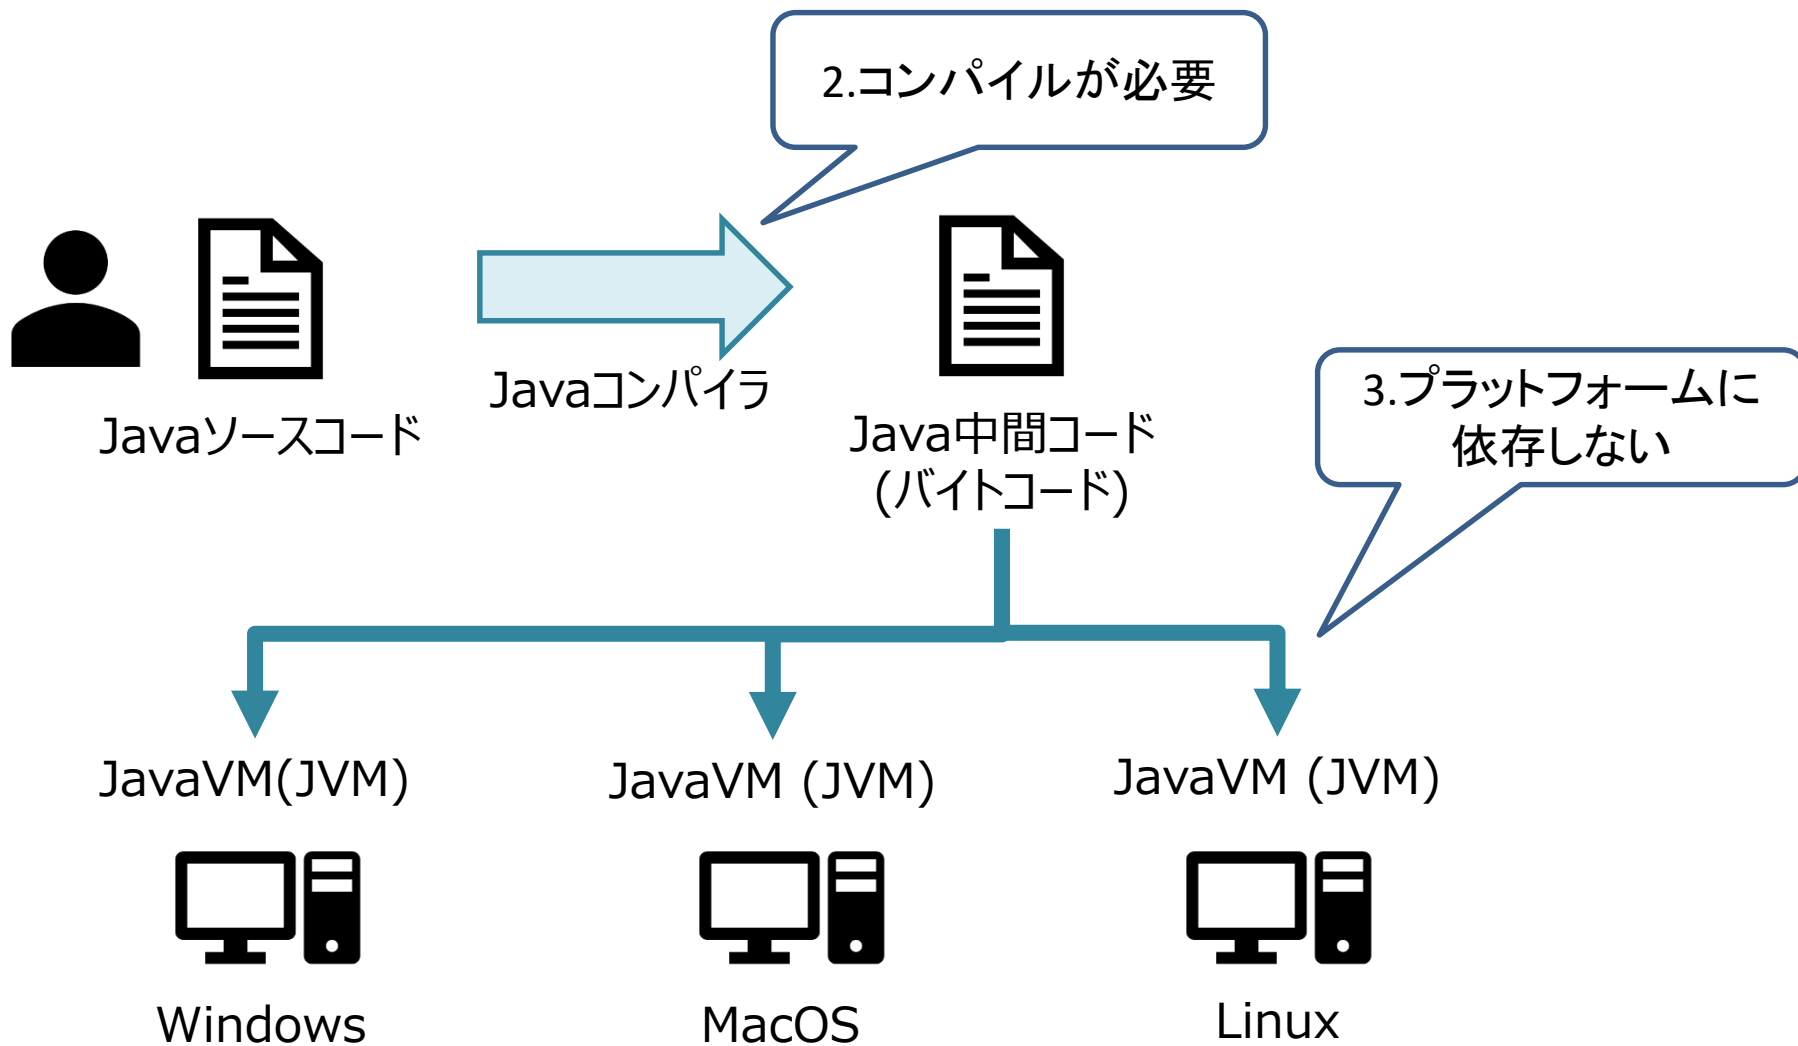 2.コンパイルが必要
Javaソースコード
Javaコンパイラ
Java中間コード
(バイトコード)
3.プラットフォームに
依存しない
JavaVM(JVM)
JavaVM (JVM)
JavaVM (JVM)
Windows
MacOS
Linux